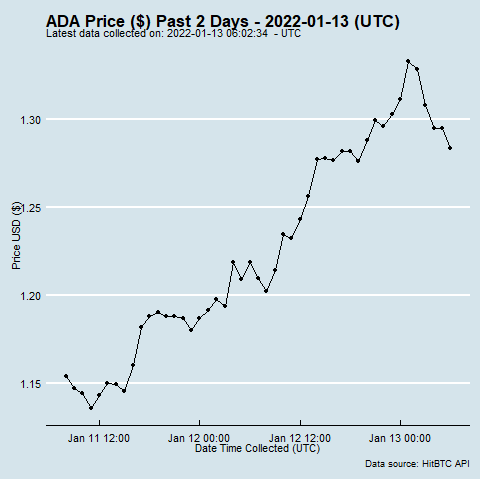 ADA Price ($) Past 2 Days - 2022-01-13 (UTC)
Latest data collected on: 2022-01-13 06:02:34 - UTC
1.30
1.25
1.20
1.15
Price USD ($)
Jan 11 12:00 Jan 12 00:00 Jan 12 12:00 Jan 13 00:00
Date Time Collected (UTC)
Data source: HitBTC API